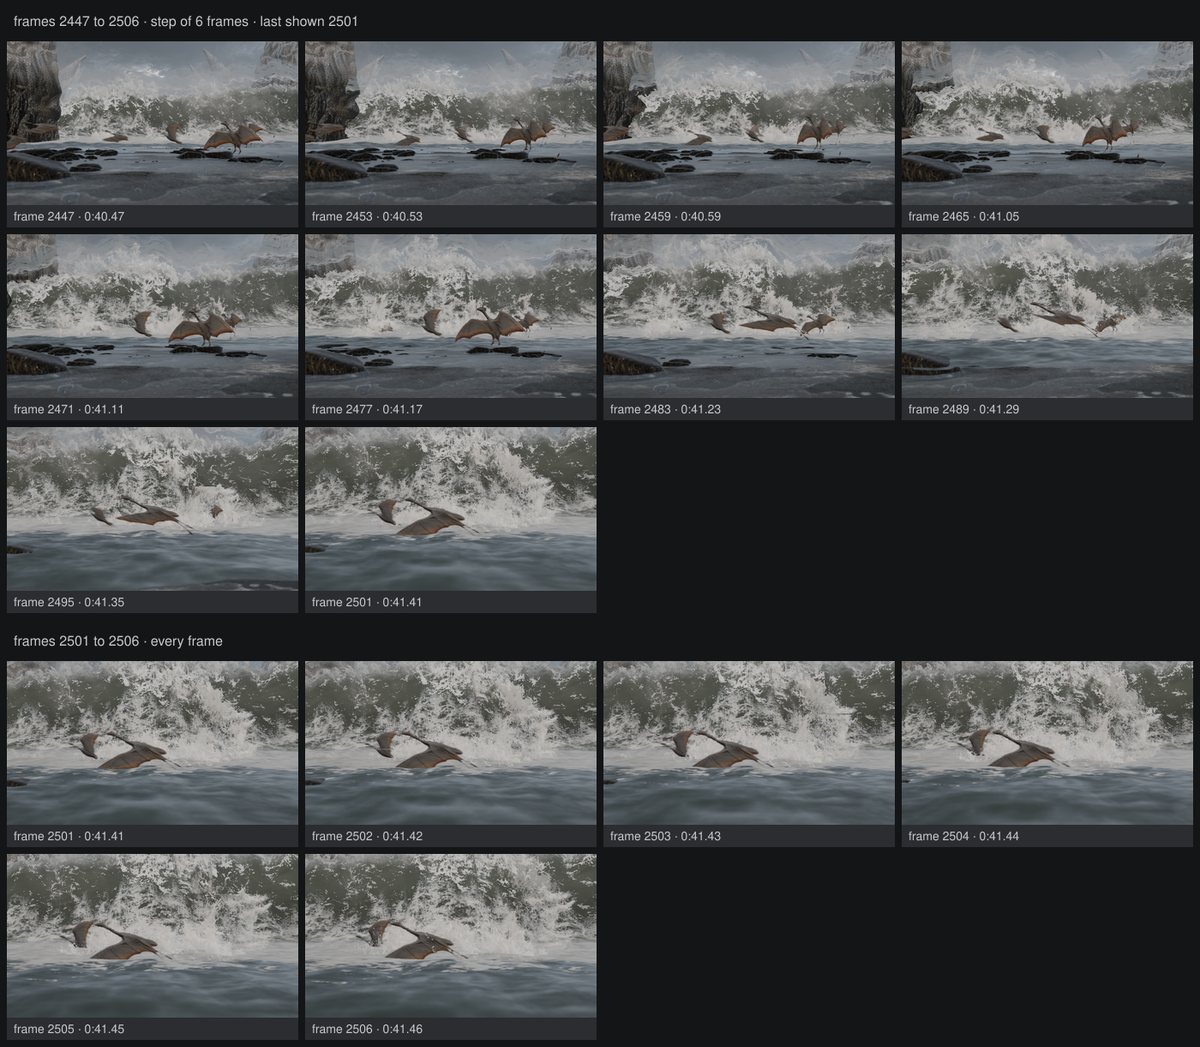 frames 2447 to 2506 · step of 6 frames · last shown 2501
frame 2447 · 0:40.47
frame 2453 · 0:40.53
frame 2459 · 0:40.59
frame 2465 · 0:41.05
frame 2471 · 0:41.11
frame 2477 · 0:41.17
frame 2483 · 0:41.23
frame 2489 · 0:41.29
frame 2495 · 0:41.35
frame 2501 · 0:41.41
frames 2501 to 2506 · every frame
frame 2501 · 0:41.41
frame 2502 · 0:41.42
frame 2503 · 0:41.43
frame 2504 · 0:41.44
frame 2505 · 0:41.45
frame 2506 · 0:41.46